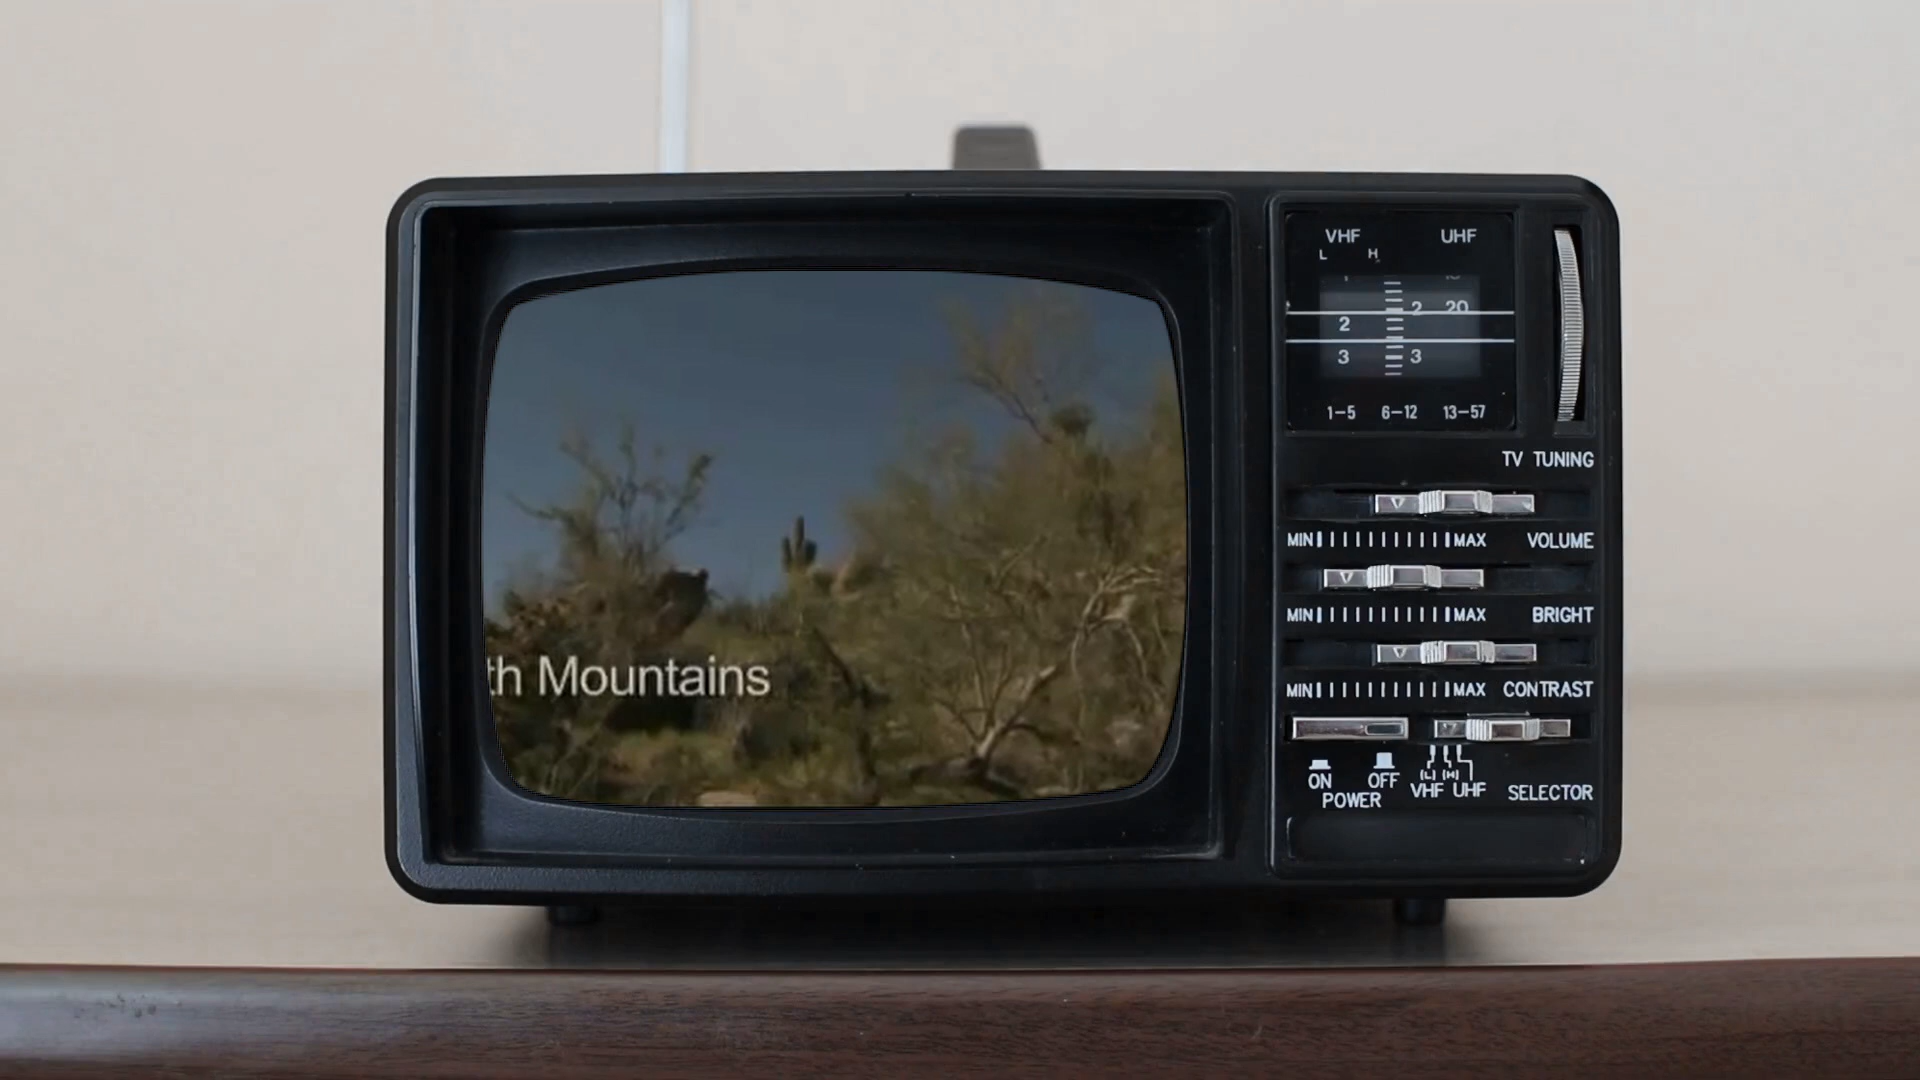 VHF UHF
L H
2 20
2
3 3
1-5 6-12 13-57
TV TUNING
MIN MAX VOLUME
MIN MAX BRIGHT
th Mountains
MIN MAX CONTRAST
ON OFF
POWER
(L) (H)
VHF UHF
SELECTOR